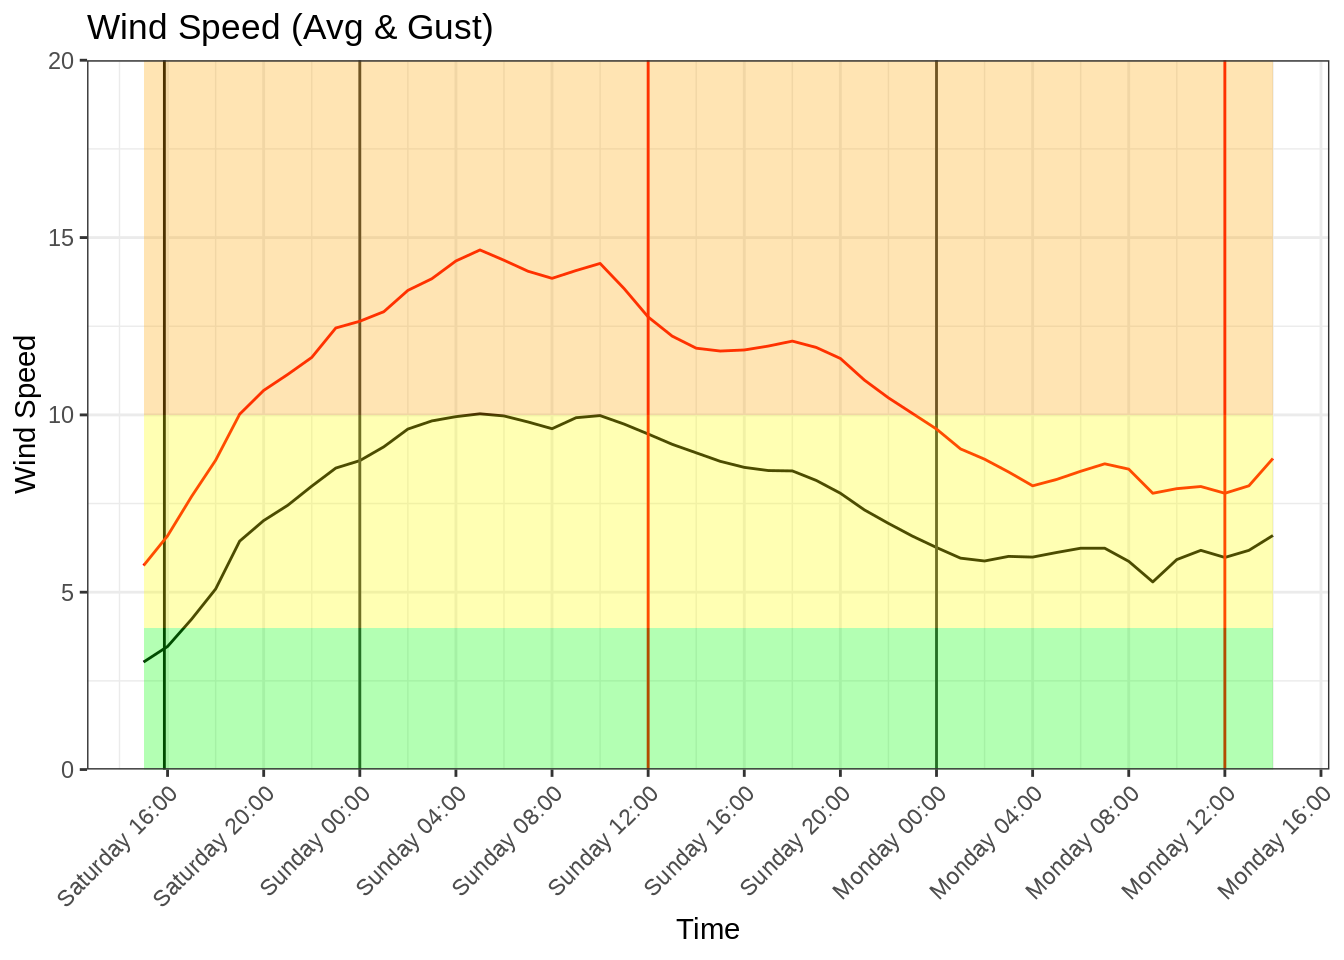 Wind Speed (Avg & Gust)
20
15
10
5
0
Wind Speed
Saturday 16:00
Saturday 20:00
Sunday 00:00
Sunday 04:00
Sunday 08:00
Sunday 12:00
Sunday 16:00
Sunday 20:00
Monday 00:00
Monday 04:00
Monday 08:00
Monday 12:00
Monday 16:00
Time